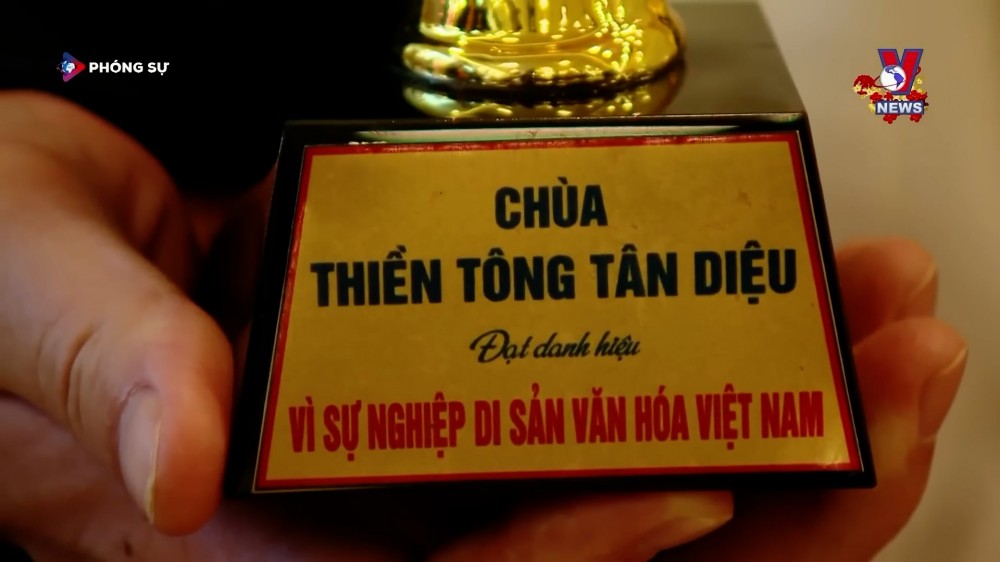 PHÓNG SỰ
V
NEWS
CHÙA
THIỀN TÔNG TÂN DIỆU
Đạt danh hiệu
VÌ SỰ NGHIỆP DI SẢN VĂN HÓA VIỆT NAM